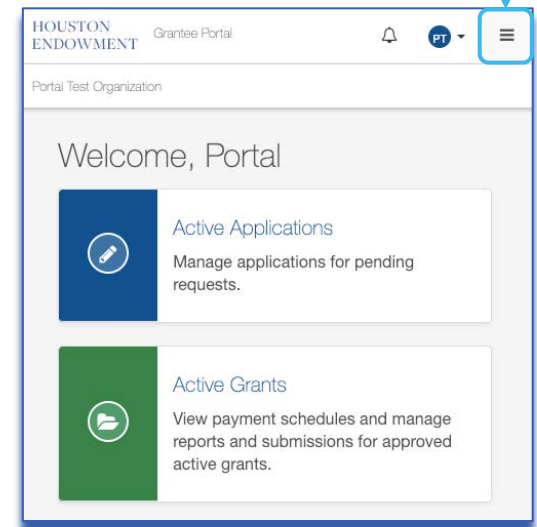 HOUSTON
ENDOWMENT
Grantee Portal
PT
Portal Test Organization
Welcome, Portal
Active Applications
Manage applications for pending
requests.
Active Grants
View payment schedules and manage
reports and submissions for approved
active grants.